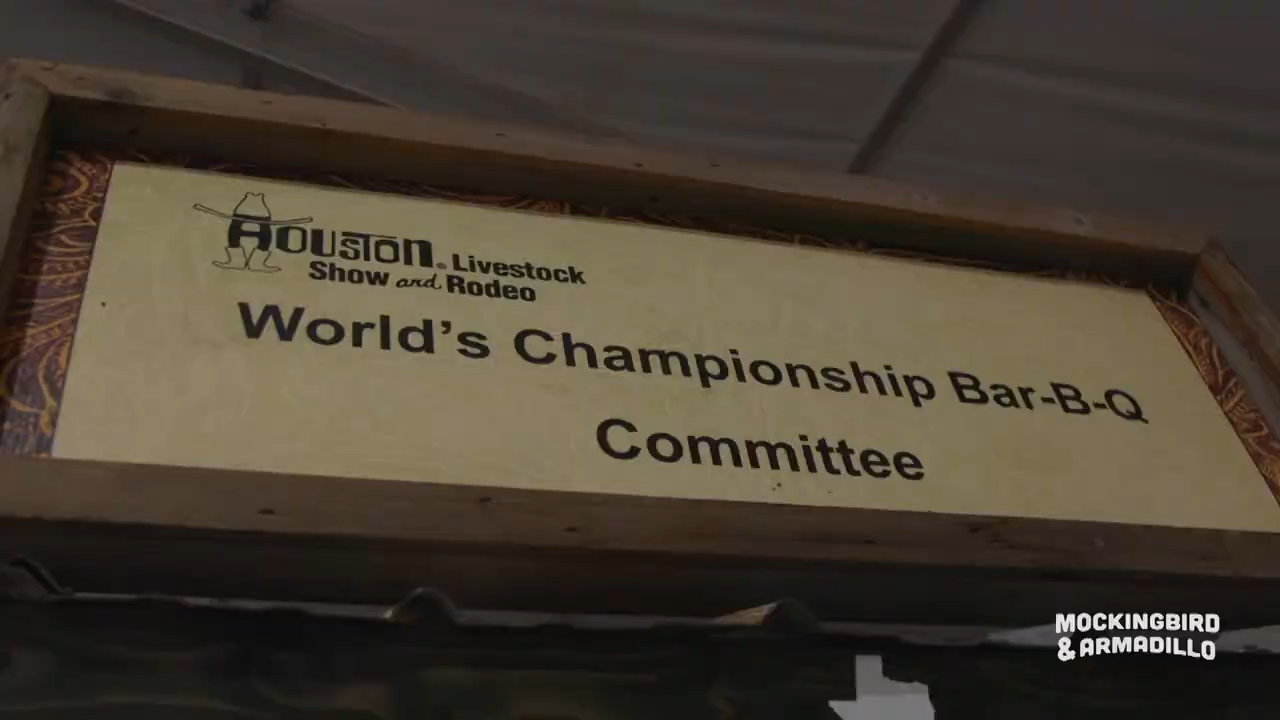 HOUSTON® Livestock
Show and Rodeo
World's Championship Bar-B-Q
Committee
MOCKINGBIRD
& ARMADILLO